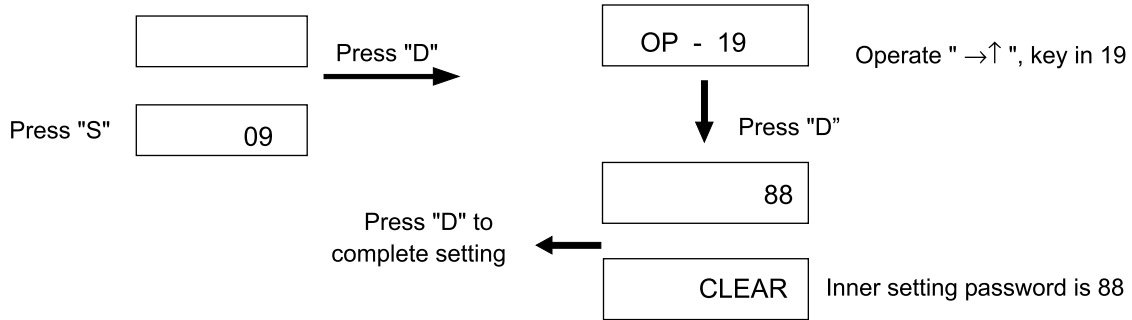 Press "D"
OP - 19
Operate " →↑ ", key in 19
Press "S"
09
Press "D”
88
Press "D" to
complete setting
CLEAR
Inner setting password is 88